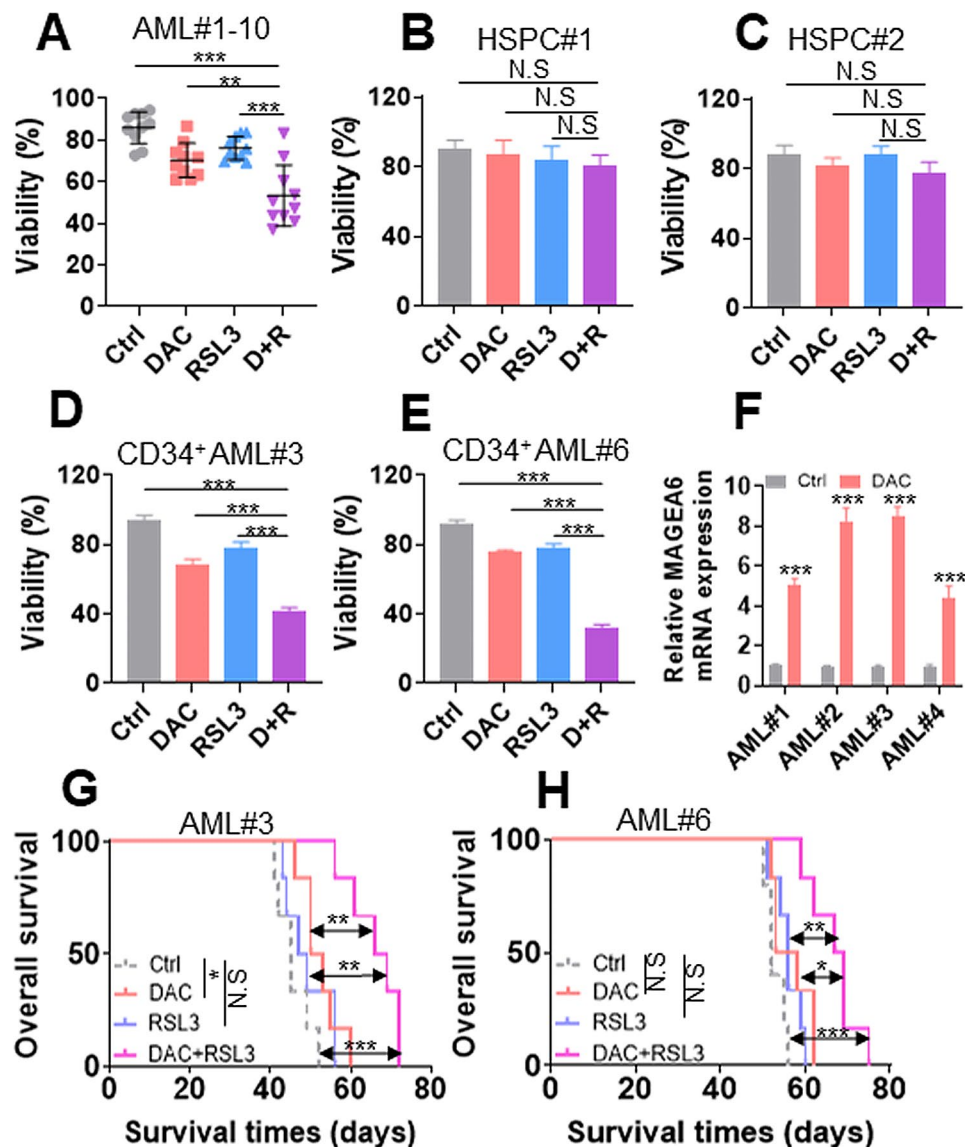 A
AML#1-10
***
**
***
Viability (%)
100
80
60
40
20
0
Ctrl
DAC
RSL3
D+R
B
HSPC#1
N.S
N.S
N.S
Viability (%)
120
80
40
0
Ctrl
DAC
RSL3
D+R
C
HSPC#2
N.S
N.S
N.S
Viability (%)
120
80
40
0
Ctrl
DAC
RSL3
D+R
D
CD34+AML#3
***
***
***
Viability (%)
120
80
40
0
Ctrl
DAC
RSL3
D+R
E
CD34+AML#6
***
***
***
Viability (%)
120
80
40
0
Ctrl
DAC
RSL3
D+R
F
Ctrl
DAC
Relative MAGEA6
mRNA expression
10
8
6
4
2
0
***
***
***
***
AML#1
AML#2
AML#3
AML#4
G
AML#3
Overall survival
100
50
0
Ctrl
DAC
RSL3
DAC+RSL3
*
N.S
**
**
***
0
20
40
60
80
Survival times (days)
H
AML#6
Overall survival
100
50
0
Ctrl
DAC
RSL3
DAC+RSL3
N.S
N.S
**
*
***
0
20
40
60
80
Survival times (days)